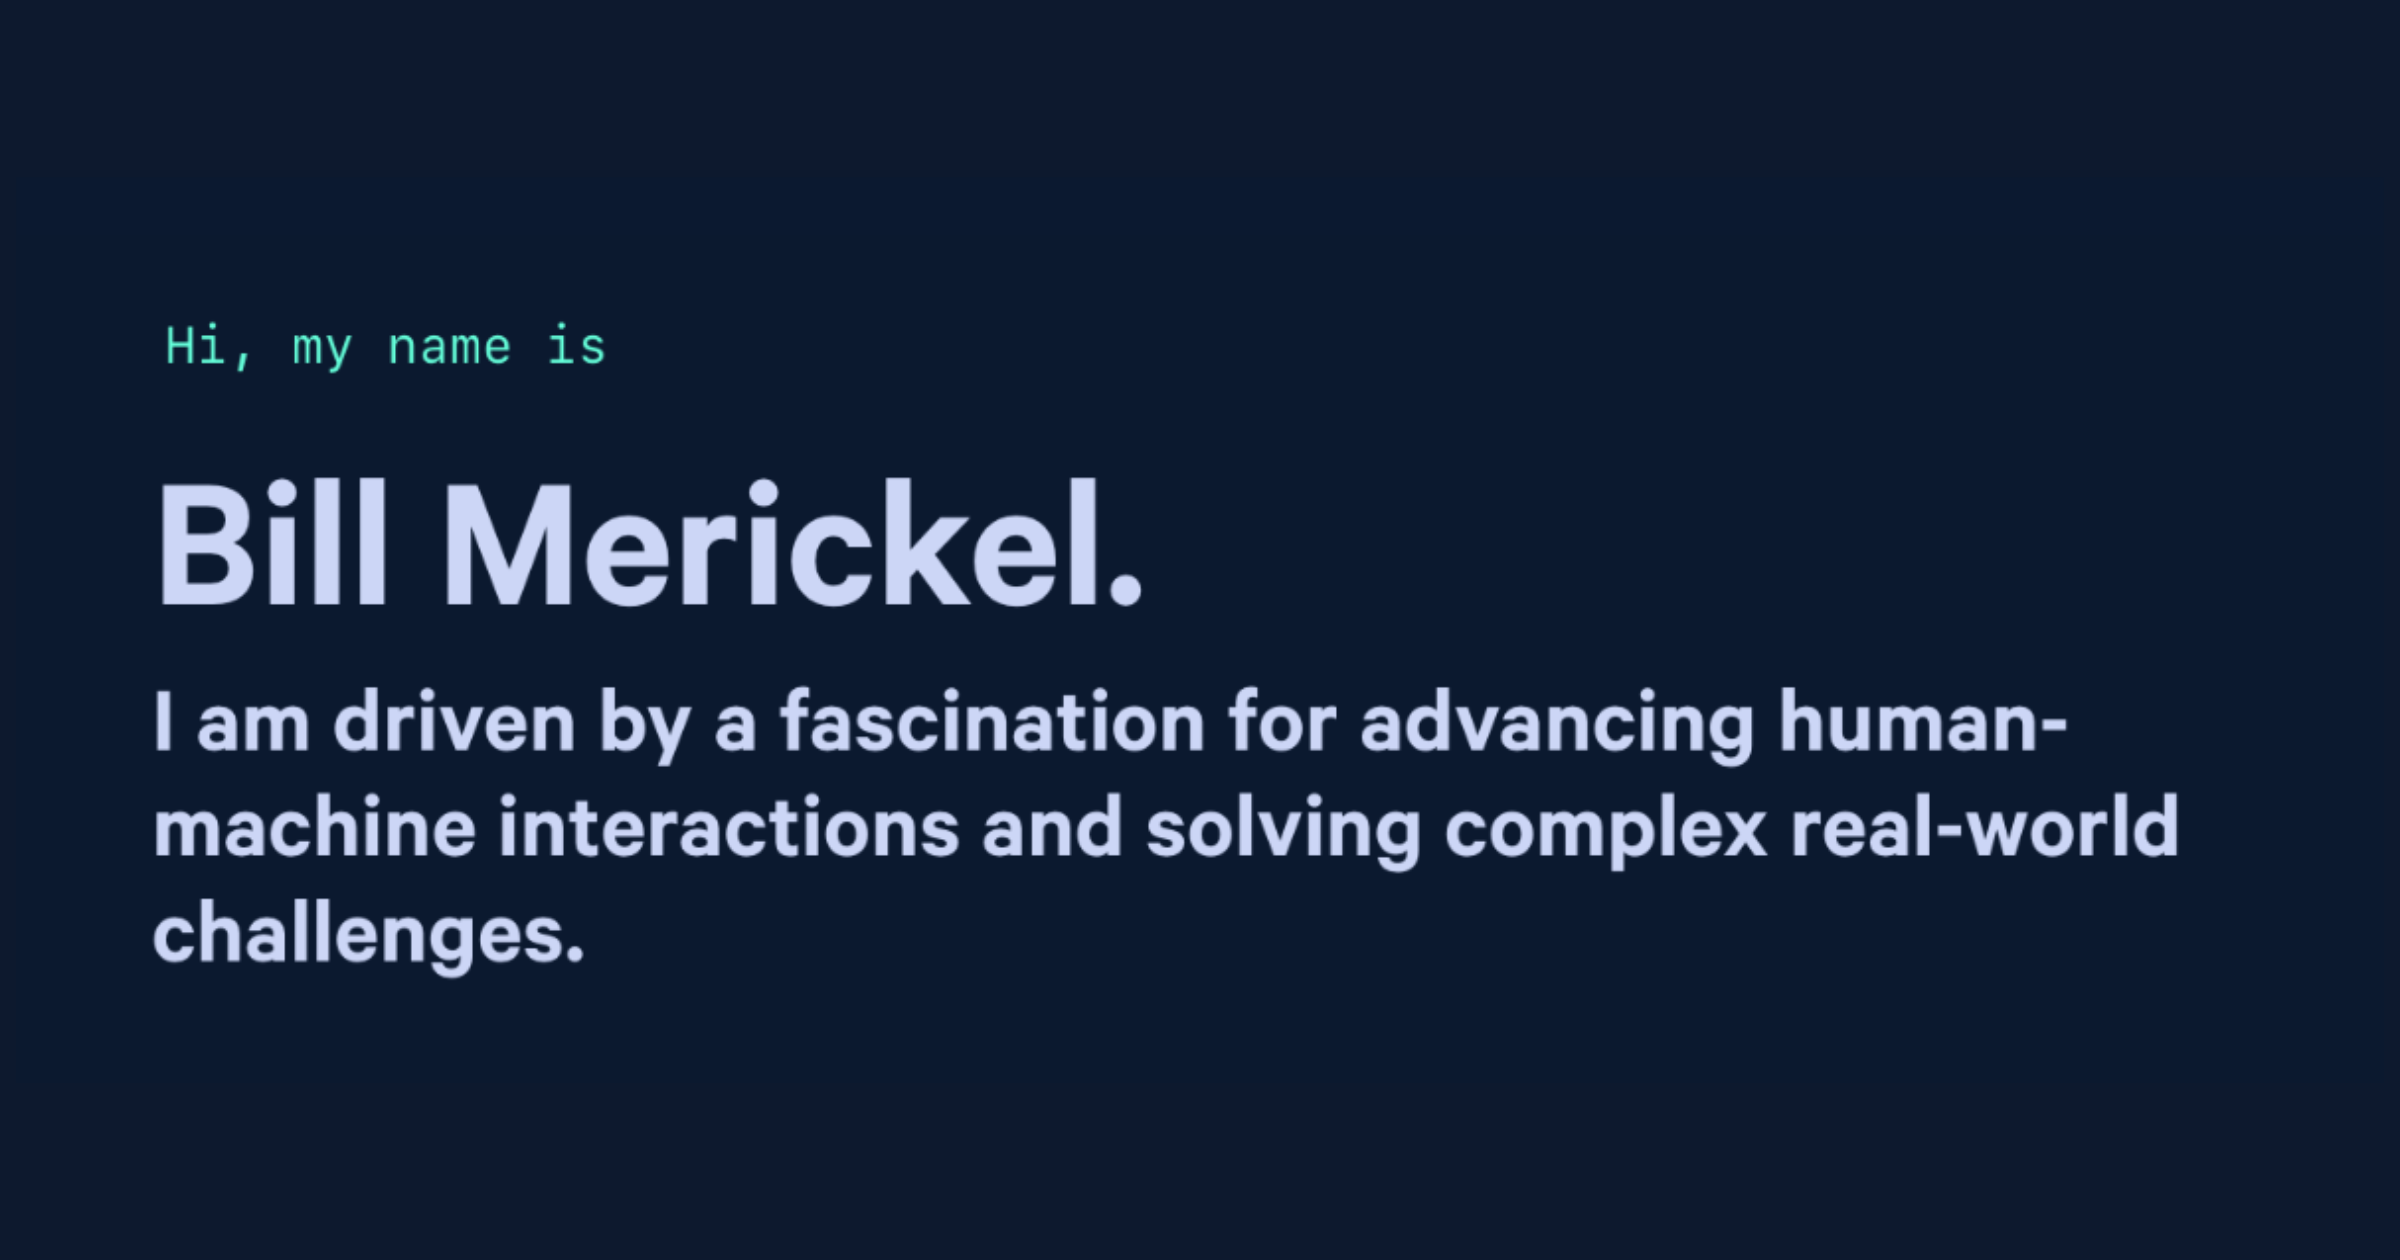 Hi, my name is
Bill Merickel.
I am driven by a fascination for advancing human-
machine interactions and solving complex real-world
challenges.